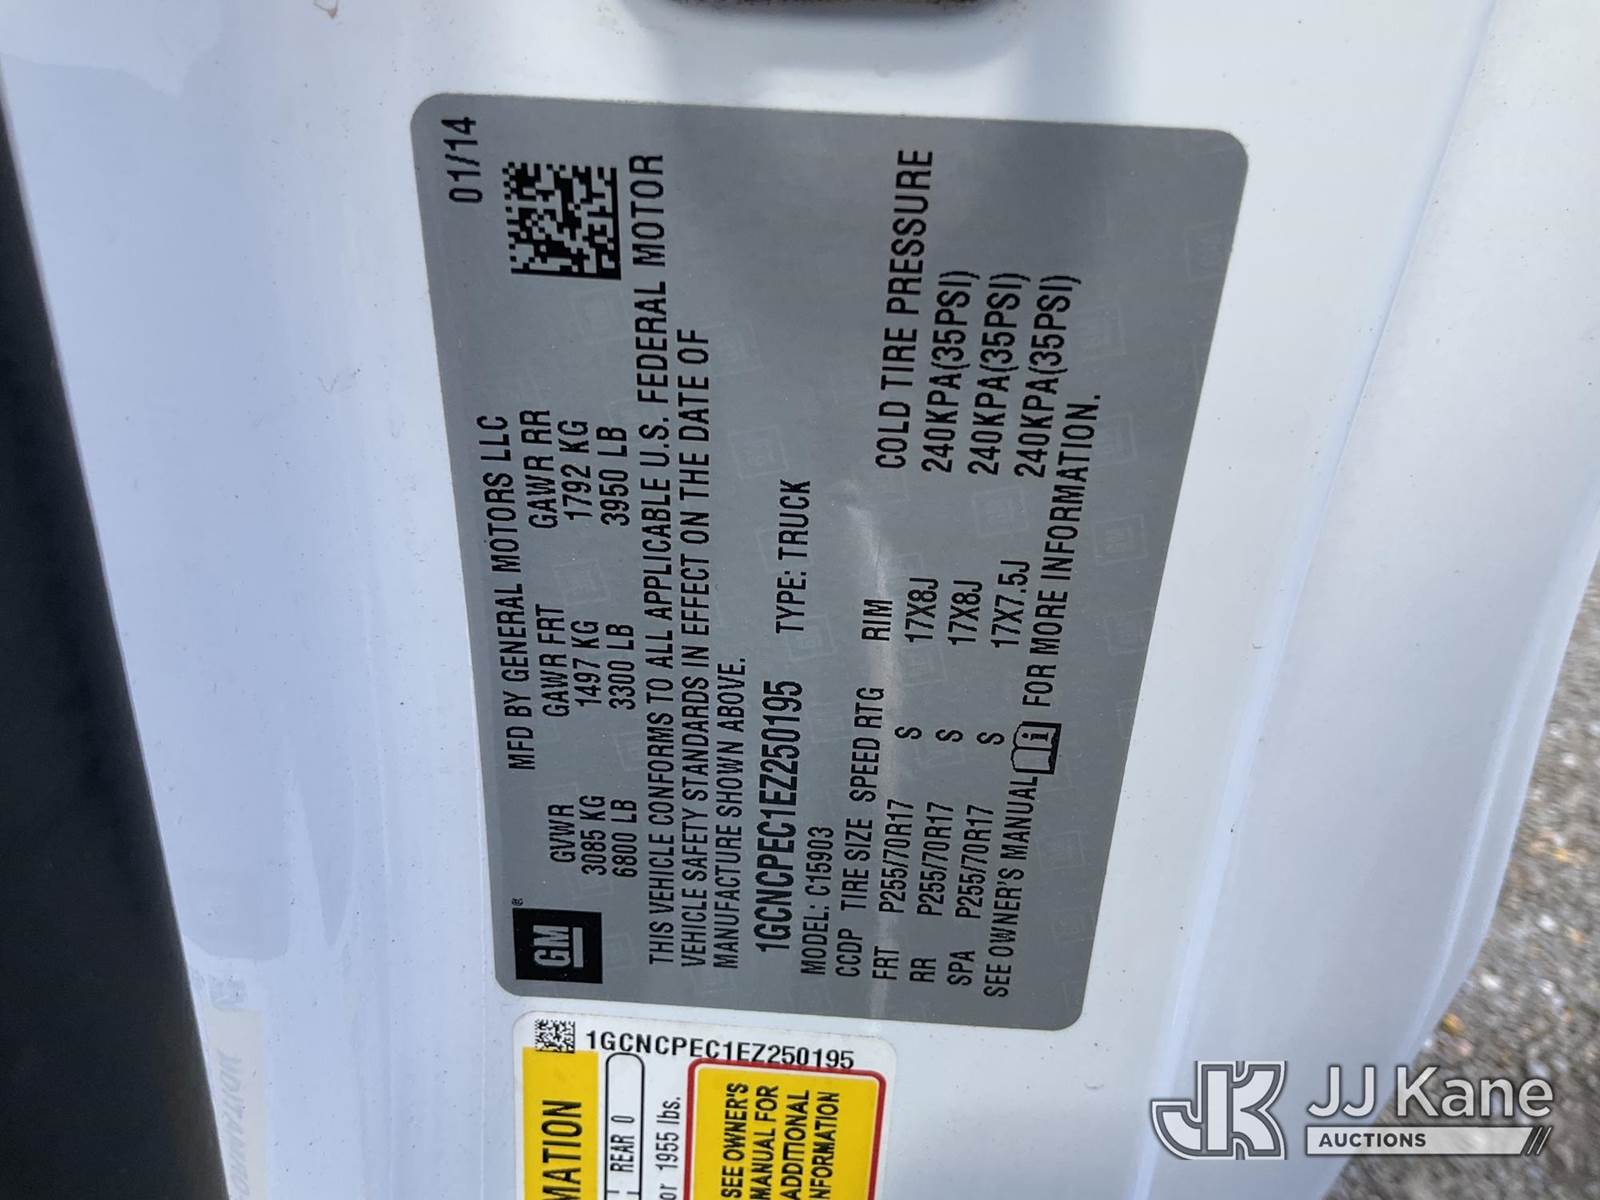 01/14
MFD BY GENERAL MOTORS LLC
GM®
GVWR GAWR FRT GAWR RR
3085 KG 1497 KG 1792 KG
6800 LB 3300 LB 3950 LB
THIS VEHICLE CONFORMS TO ALL APPLICABLE U.S. FEDERAL MOTOR
VEHICLE SAFETY STANDARDS IN EFFECT ON THE DATE OF
MANUFACTURE SHOWN ABOVE.
1GCNCPEC1EZ250195 TYPE: TRUCK
MODEL: C15903
CCDP TIRE SIZE SPEED RTG RIM COLD TIRE PRESSURE
FRT P255/70R17 S 17X8J 240KPA(35PSI)
RR P255/70R17 S 17X8J 240KPA(35PSI)
SPA P255/70R17 S 17X7.5J 240KPA(35PSI)
SEE OWNER'S MANUAL FOR MORE INFORMATION.
1GCNCPEC1EZ250195
MATION
REAR 0
or 1955 lbs.
SEE OWNER'S
MANUAL FOR
ADDITIONAL
INFORMATION
JK JJ Kane
AUCTIONS